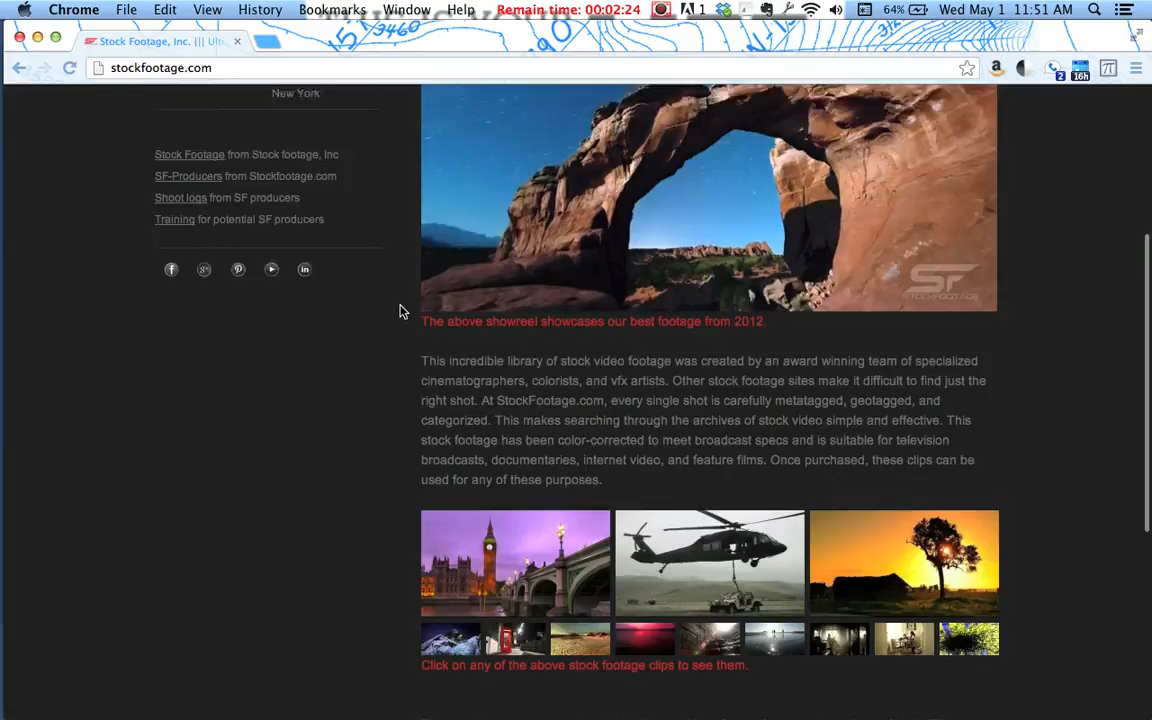 Chrome File Edit View History Bookmarks Window Help Remain time: 00:02:24 1 64% Wed May 1 11:51 AM
3460
Stock Footage, Inc. ||| Ult
stockfootage.com
2
16h
New York
Stock Footage from Stock footage, Inc
SF-Producers from Stockfootage.com
Shoot logs from SF producers
Training for potential SF producers
SF
STOCKFOOTAGE
The above showreel showcases our best footage from 2012.
This incredible library of stock video footage was created by an award winning team of specialized
cinematographers, colorists, and vfx artists. Other stock footage sites make it difficult to find just the
right shot. At StockFootage.com, every single shot is carefully metatagged, geotagged, and
categorized. This makes searching through the archives of stock video simple and effective. This
stock footage has been color-corrected to meet broadcast specs and is suitable for television
broadcasts, documentaries, internet video, and feature films. Once purchased, these clips can be
used for any of these purposes.
Click on any of the above stock footage clips to see them.